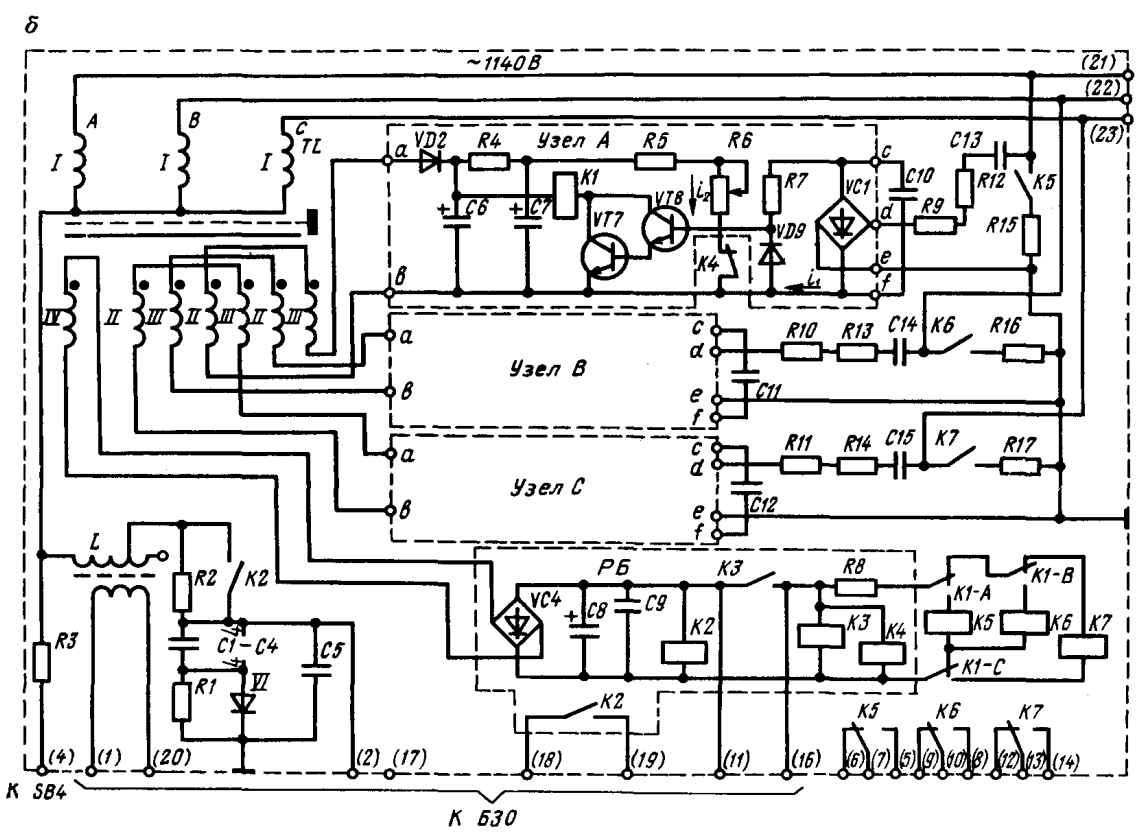 б
~1140 В
(21)
(22)
(23)
A
B
C
TL
I
I
I
a
VD2
R4
Узел A
R5
R6
c
C10
C13
R12
K5
K1
C6
C7
VT7
VT8
i₂
R7
VC1
d
R9
R15
VD9
K4
e
в
i₁
f
IV
II
III
II
III
II
III
a
Узел B
c
d
R10
R13
C14
K6
R16
C11
в
e
f
a
Узел C
c
d
R11
R14
C15
K7
R17
C12
в
e
f
L
R2
K2
РБ
VC4
C8
C9
K2
K3
R8
K3
K4
K1-A
K5
K1-B
K6
K7
K1-C
R3
C1-C4
C5
R1
VI
K2
K5
K6
K7
(4)
(1)
(20)
(2)
(17)
(18)
(19)
(11)
(16)
(6)
(7)
(5)
(9)
(10)
(8)
(12)
(13)
(14)
К SB4
К БЗО